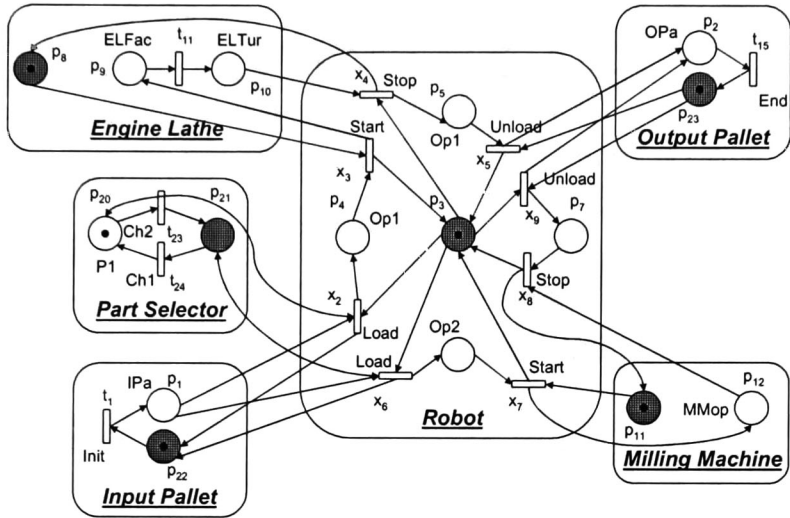 p8
ELFac
p9
t11
ELTur
p10
Engine Lathe
x4
Stop
p5
Op1
Unload
x5
Start
x3
p4
Op1
p3
Unload
x9
p7
Stop
x8
x2
Load
Load
x6
Op2
Start
x7
Robot
OPa
p2
t15
End
p23
Output Pallet
p20
p21
Ch2
t23
P1
Ch1
t24
Part Selector
IPa
p1
t1
Init
p22
Input Pallet
p12
MMop
p11
Milling Machine